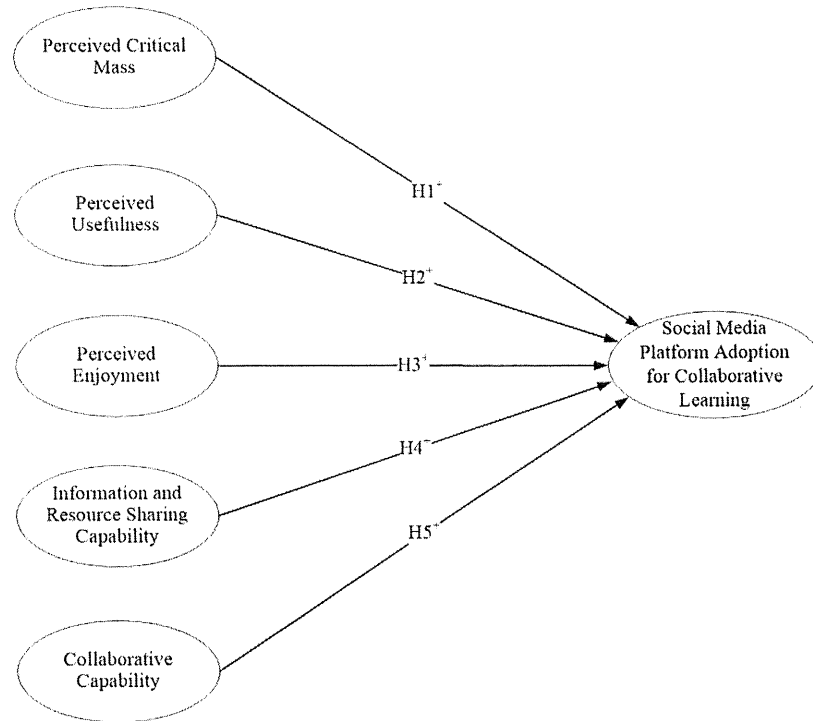 Perceived Critical
Mass
H1+
Perceived
Usefulness
H2+
Perceived
Enjoyment
H3+
Social Media
Platform Adoption
for Collaborative
Learning
Information and
Resource Sharing
Capability
H4+
Collaborative
Capability
H5+